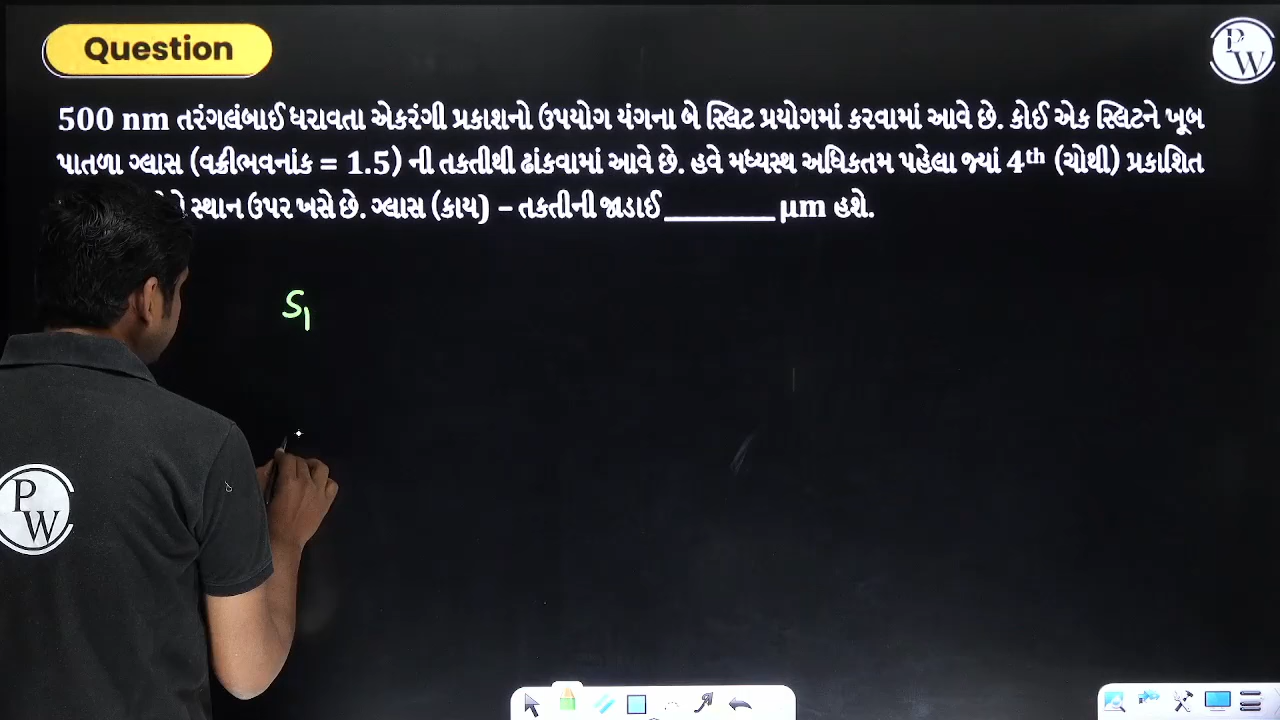 Question
PW
500 nm તરંગલંબાઈ ધરાવતા એકરંગી પ્રકાશનો ઉપયોગ યંગના બે સ્લિટ પ્રયોગમાં કરવામાં આવે છે. કોઈ એક સ્લિટને ખૂબ
પાતળા ગ્લાસ (વક્રીભવનાંક = 1.5) ની તકતીથી ઢાંકવામાં આવે છે. હવે મધ્યસ્થ અધિકતમ પહેલા જ્યાં 4th (ચોથી) પ્રકાશિત
સ્થાન ઉપર ખસે છે. ગ્લાસ (કાચ) – તકતીની જાડાઈ ________ μm હશે.
S1
PW